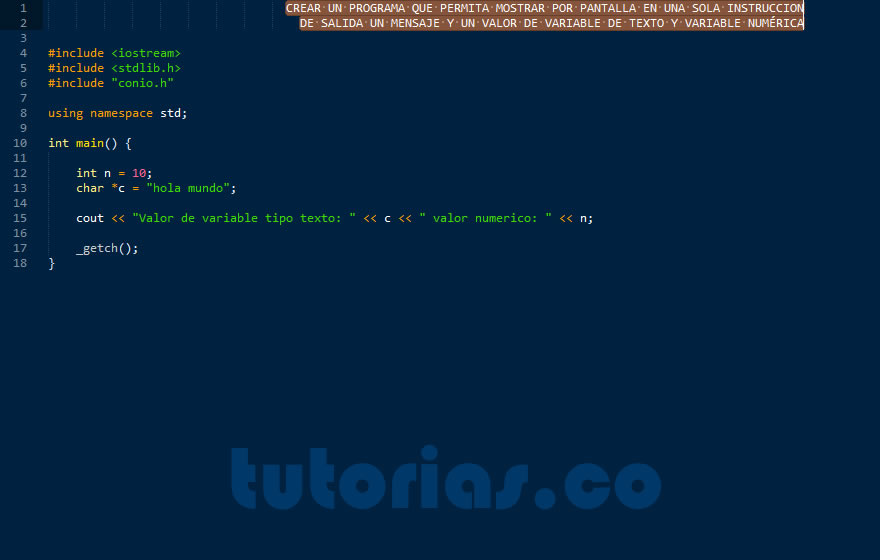 1 CREAR UN PROGRAMA QUE PERMITA MOSTRAR POR PANTALLA EN UNA SOLA INSTRUCCION
2 DE SALIDA UN MENSAJE Y UN VALOR DE VARIABLE DE TEXTO Y VARIABLE NUMÉRICA
3
4 #include <iostream>
5 #include <stdlib.h>
6 #include "conio.h"
7
8 using namespace std;
9
10 int main() {
11
12 int n = 10;
13 char *c = "hola mundo";
14
15 cout << "Valor de variable tipo texto: " << c << " valor numerico: " << n;
16
17 _getch();
18 }
tutorias.co